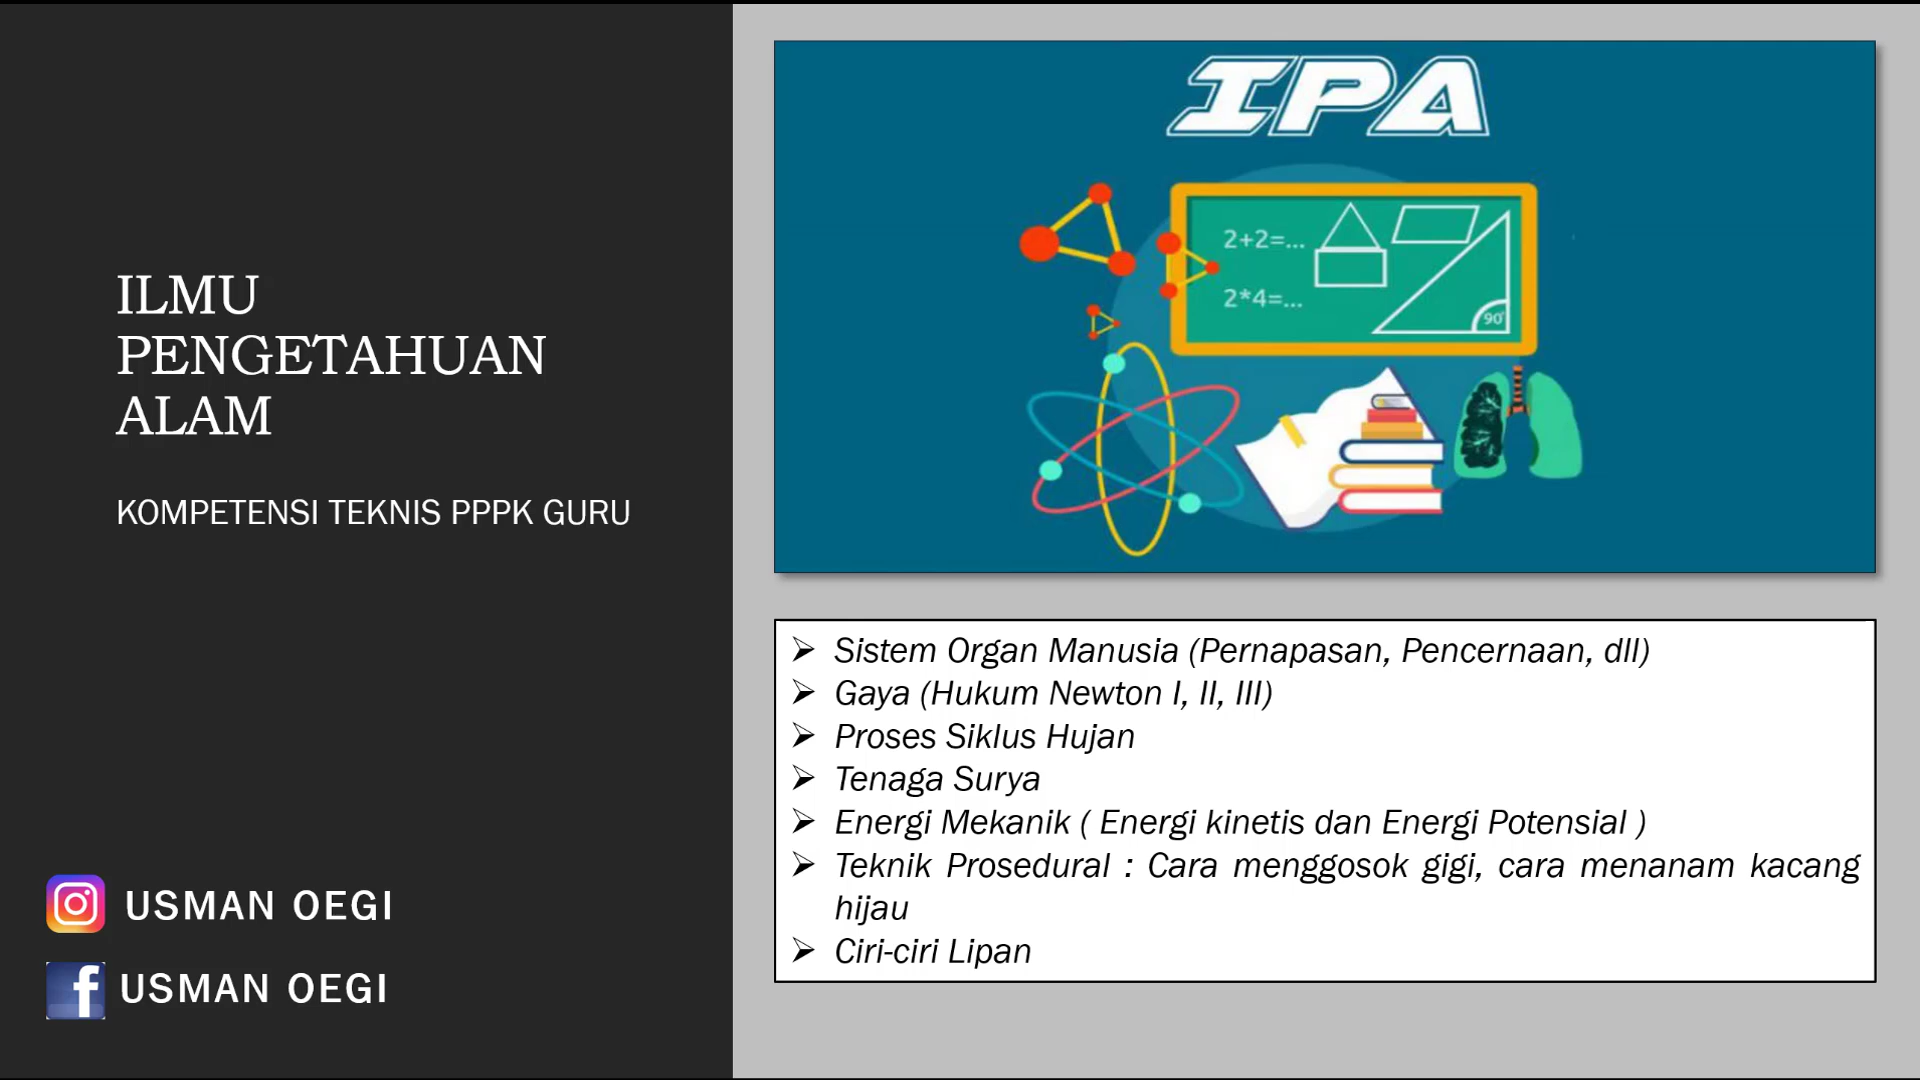 ILMU
PENGETAHUAN
ALAM
KOMPETENSI TEKNIS PPPK GURU
USMAN OEGI
USMAN OEGI
IPA
2+2=...
2*4=...
90°
Sistem Organ Manusia (Pernapasan, Pencernaan, dll)
Gaya (Hukum Newton I, II, III)
Proses Siklus Hujan
Tenaga Surya
Energi Mekanik ( Energi kinetis dan Energi Potensial )
Teknik Prosedural : Cara menggosok gigi, cara menanam kacang
hijau
Ciri-ciri Lipan